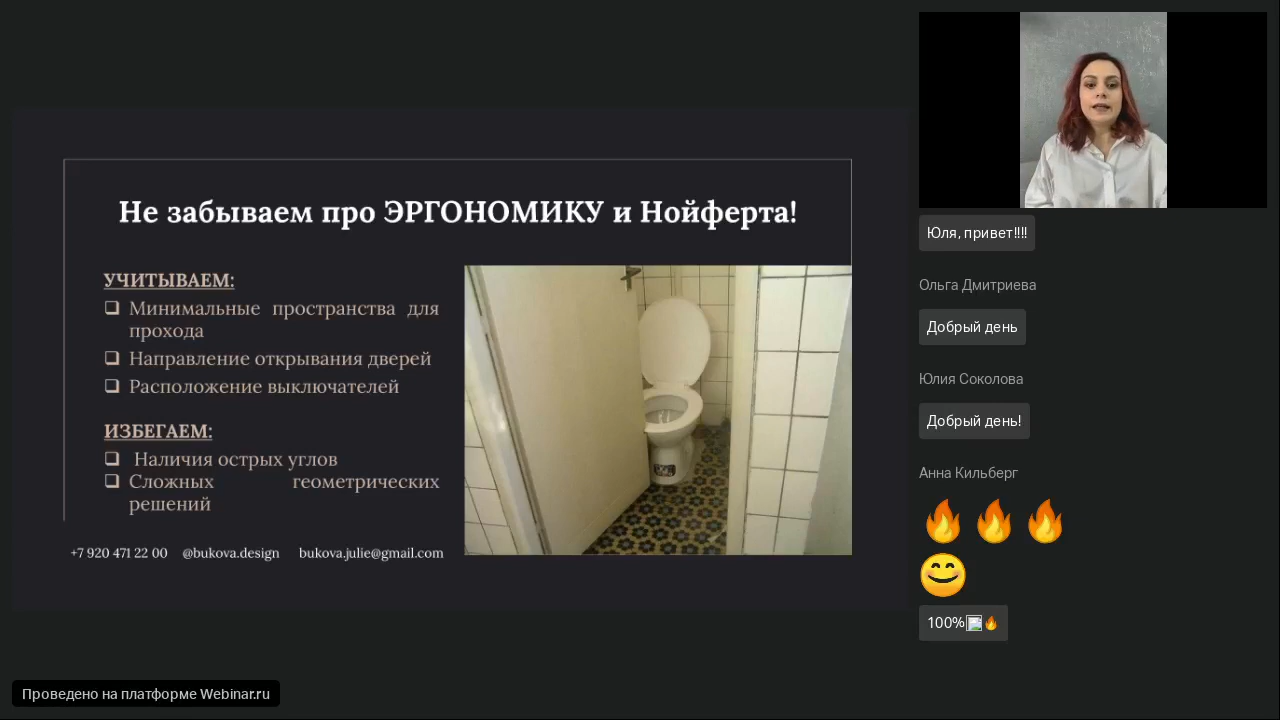 Не забываем про ЭРГОНОМИКУ и Нойферта!
УЧИТЫВАЕМ:
Минимальные пространства для
прохода
Направление открывания дверей
Расположение выключателей
ИЗБЕГАЕМ:
Наличия острых углов
Сложных геометрических
решений
+7 920 471 22 00 @bukova.design bukova.julie@gmail.com
Юля, привет!!!!
Ольга Дмитриева
Добрый день
Юлия Соколова
Добрый день!
Анна Кильберг
100%
Проведено на платформе Webinar.ru